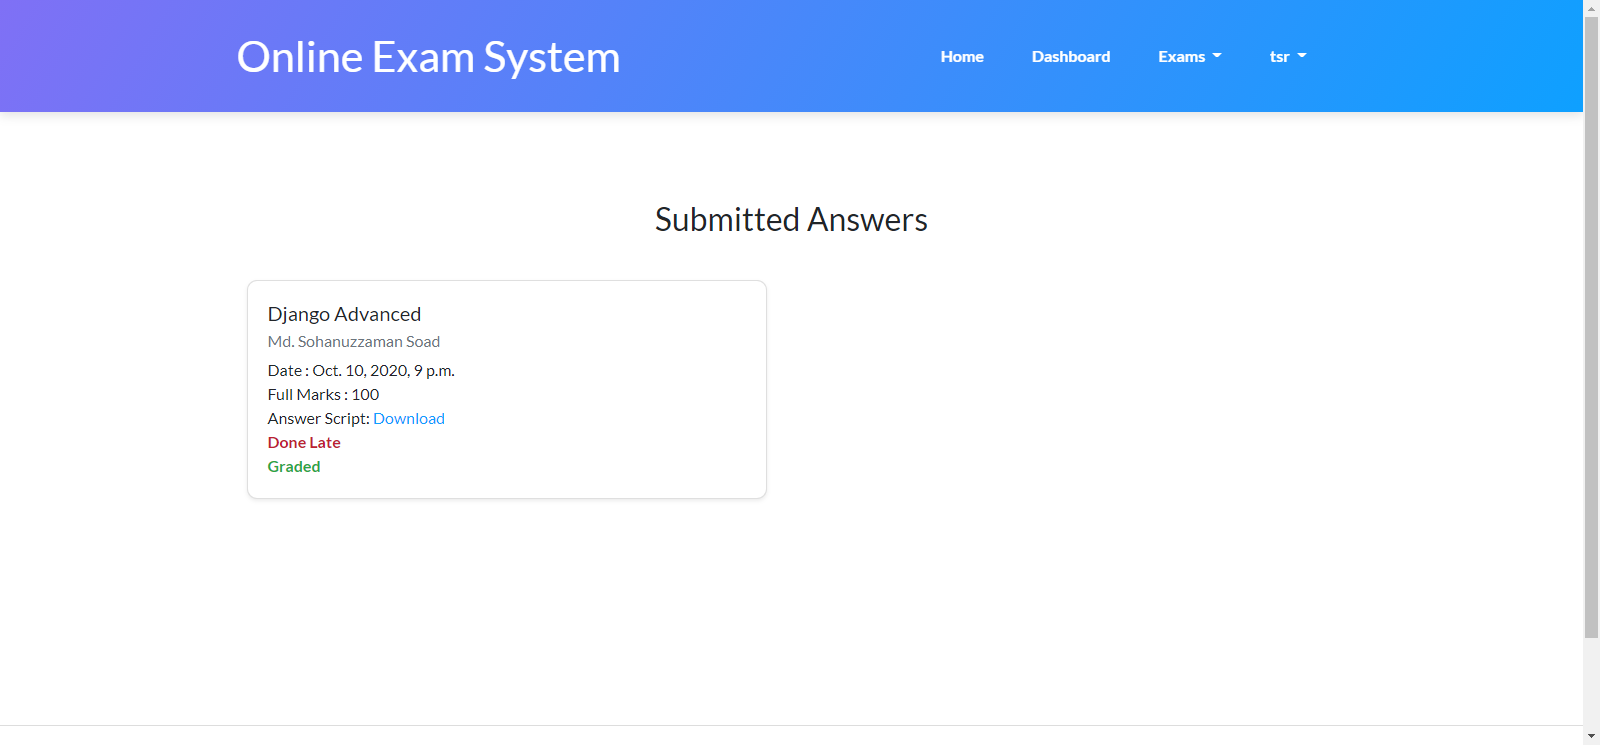 Online Exam System
Home Dashboard Exams tsr
Submitted Answers
Django Advanced
Md. Sohanuzzaman Soad
Date : Oct. 10, 2020, 9 p.m.
Full Marks : 100
Answer Script: Download
Done Late
Graded